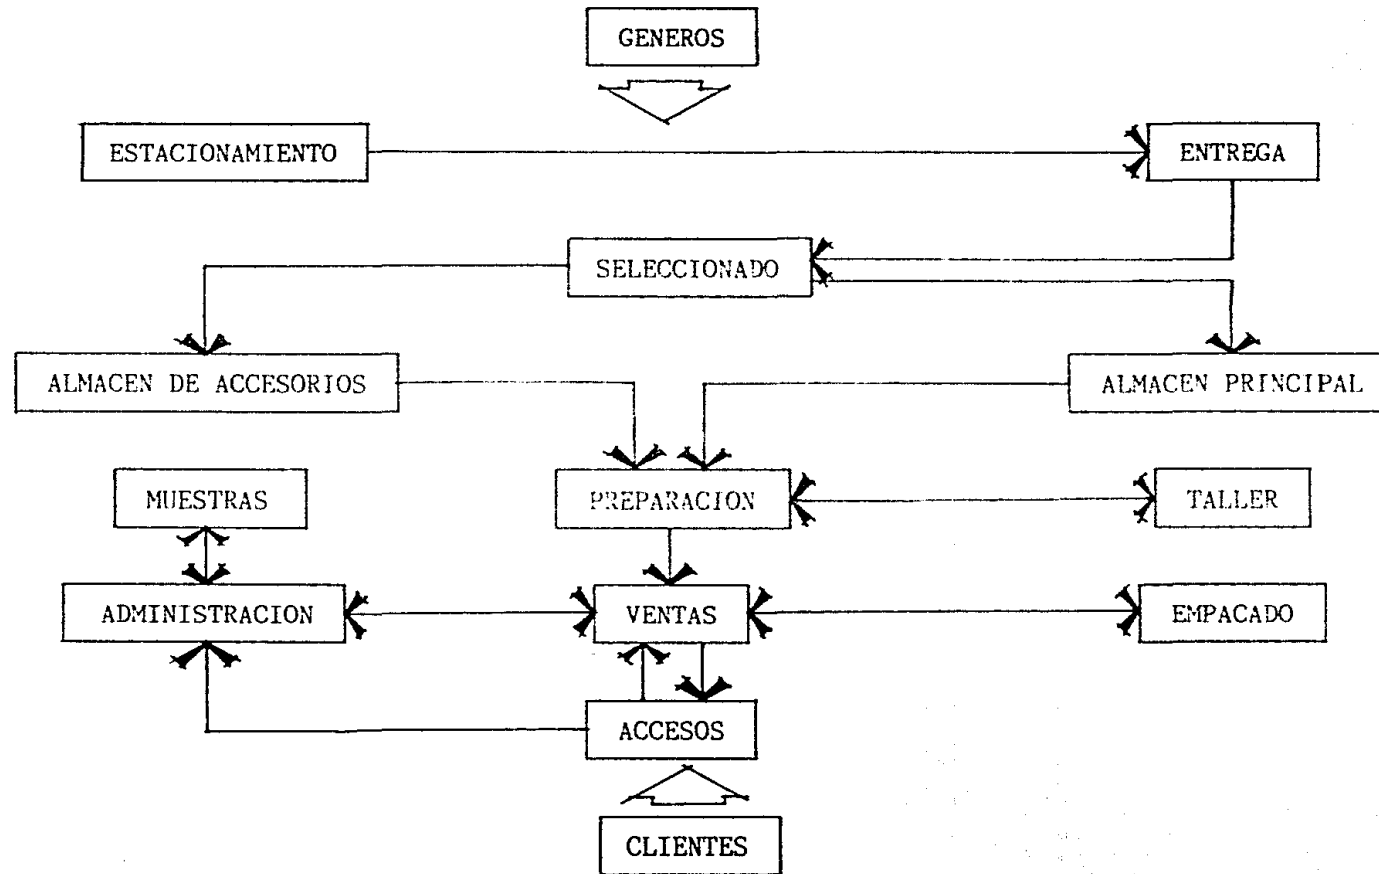 GENEROS
ESTACIONAMIENTO
ENTREGA
SELECCIONADO
ALMACEN DE ACCESORIOS
ALMACEN PRINCIPAL
MUESTRAS
PREPARACION
TALLER
ADMINISTRACION
VENTAS
EMPACADO
ACCESOS
CLIENTES